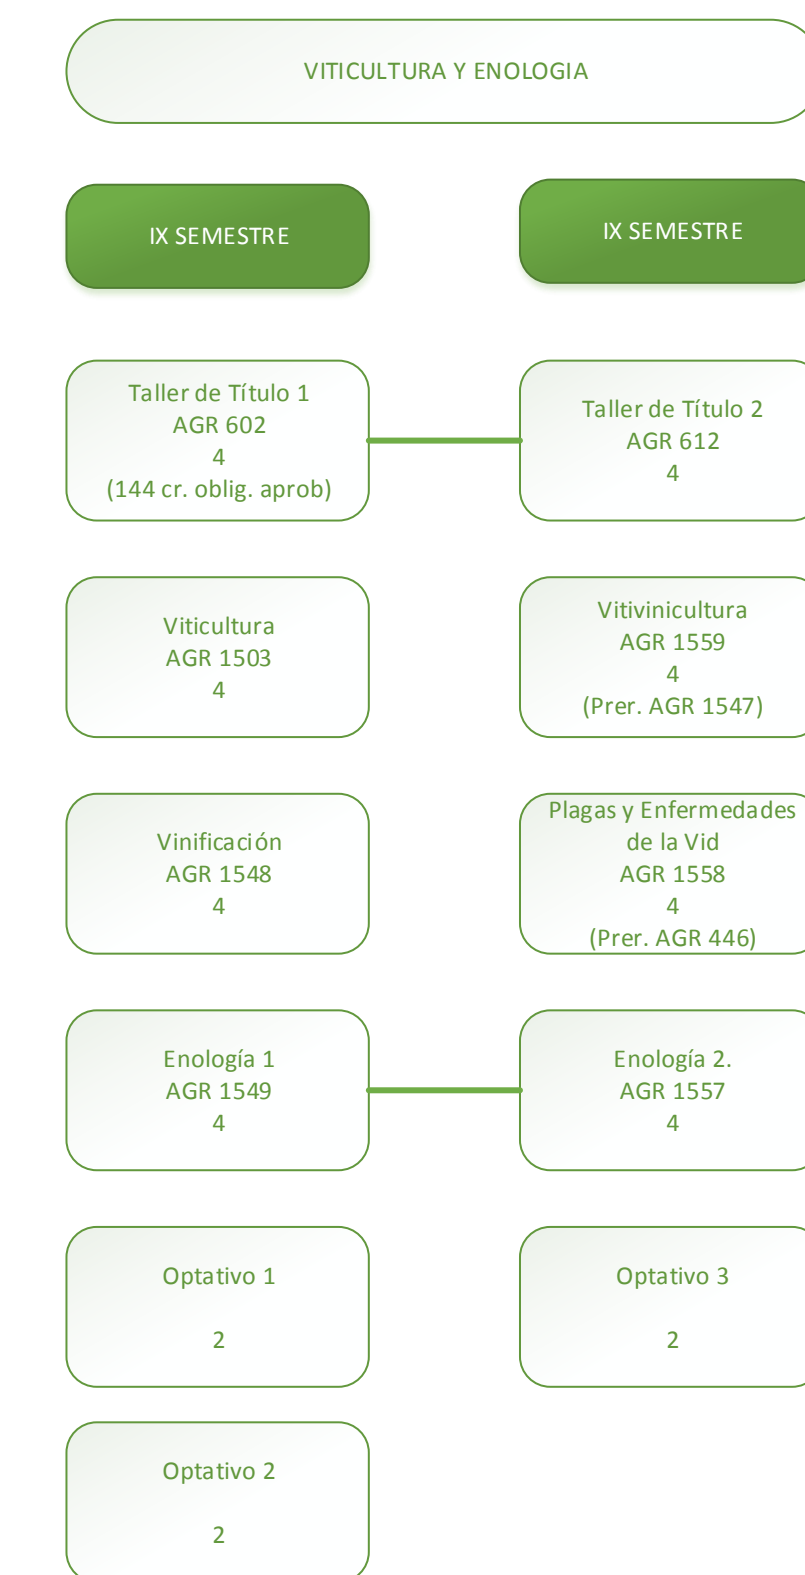 VITICULTURA Y ENOLOGIA
IX SEMESTRE
IX SEMESTRE
Taller de Título 1
AGR 602
4
(144 cr. oblig. aprob)
Taller de Título 2
AGR 612
4
Viticultura
AGR 1503
4
Vitivinicultura
AGR 1559
4
(Prer. AGR 1547)
Vinificación
AGR 1548
4
Plagas y Enfermedades
de la Vid
AGR 1558
4
(Prer. AGR 446)
Enología 1
AGR 1549
4
Enología 2.
AGR 1557
4
Optativo 1
2
Optativo 3
2
Optativo 2
2